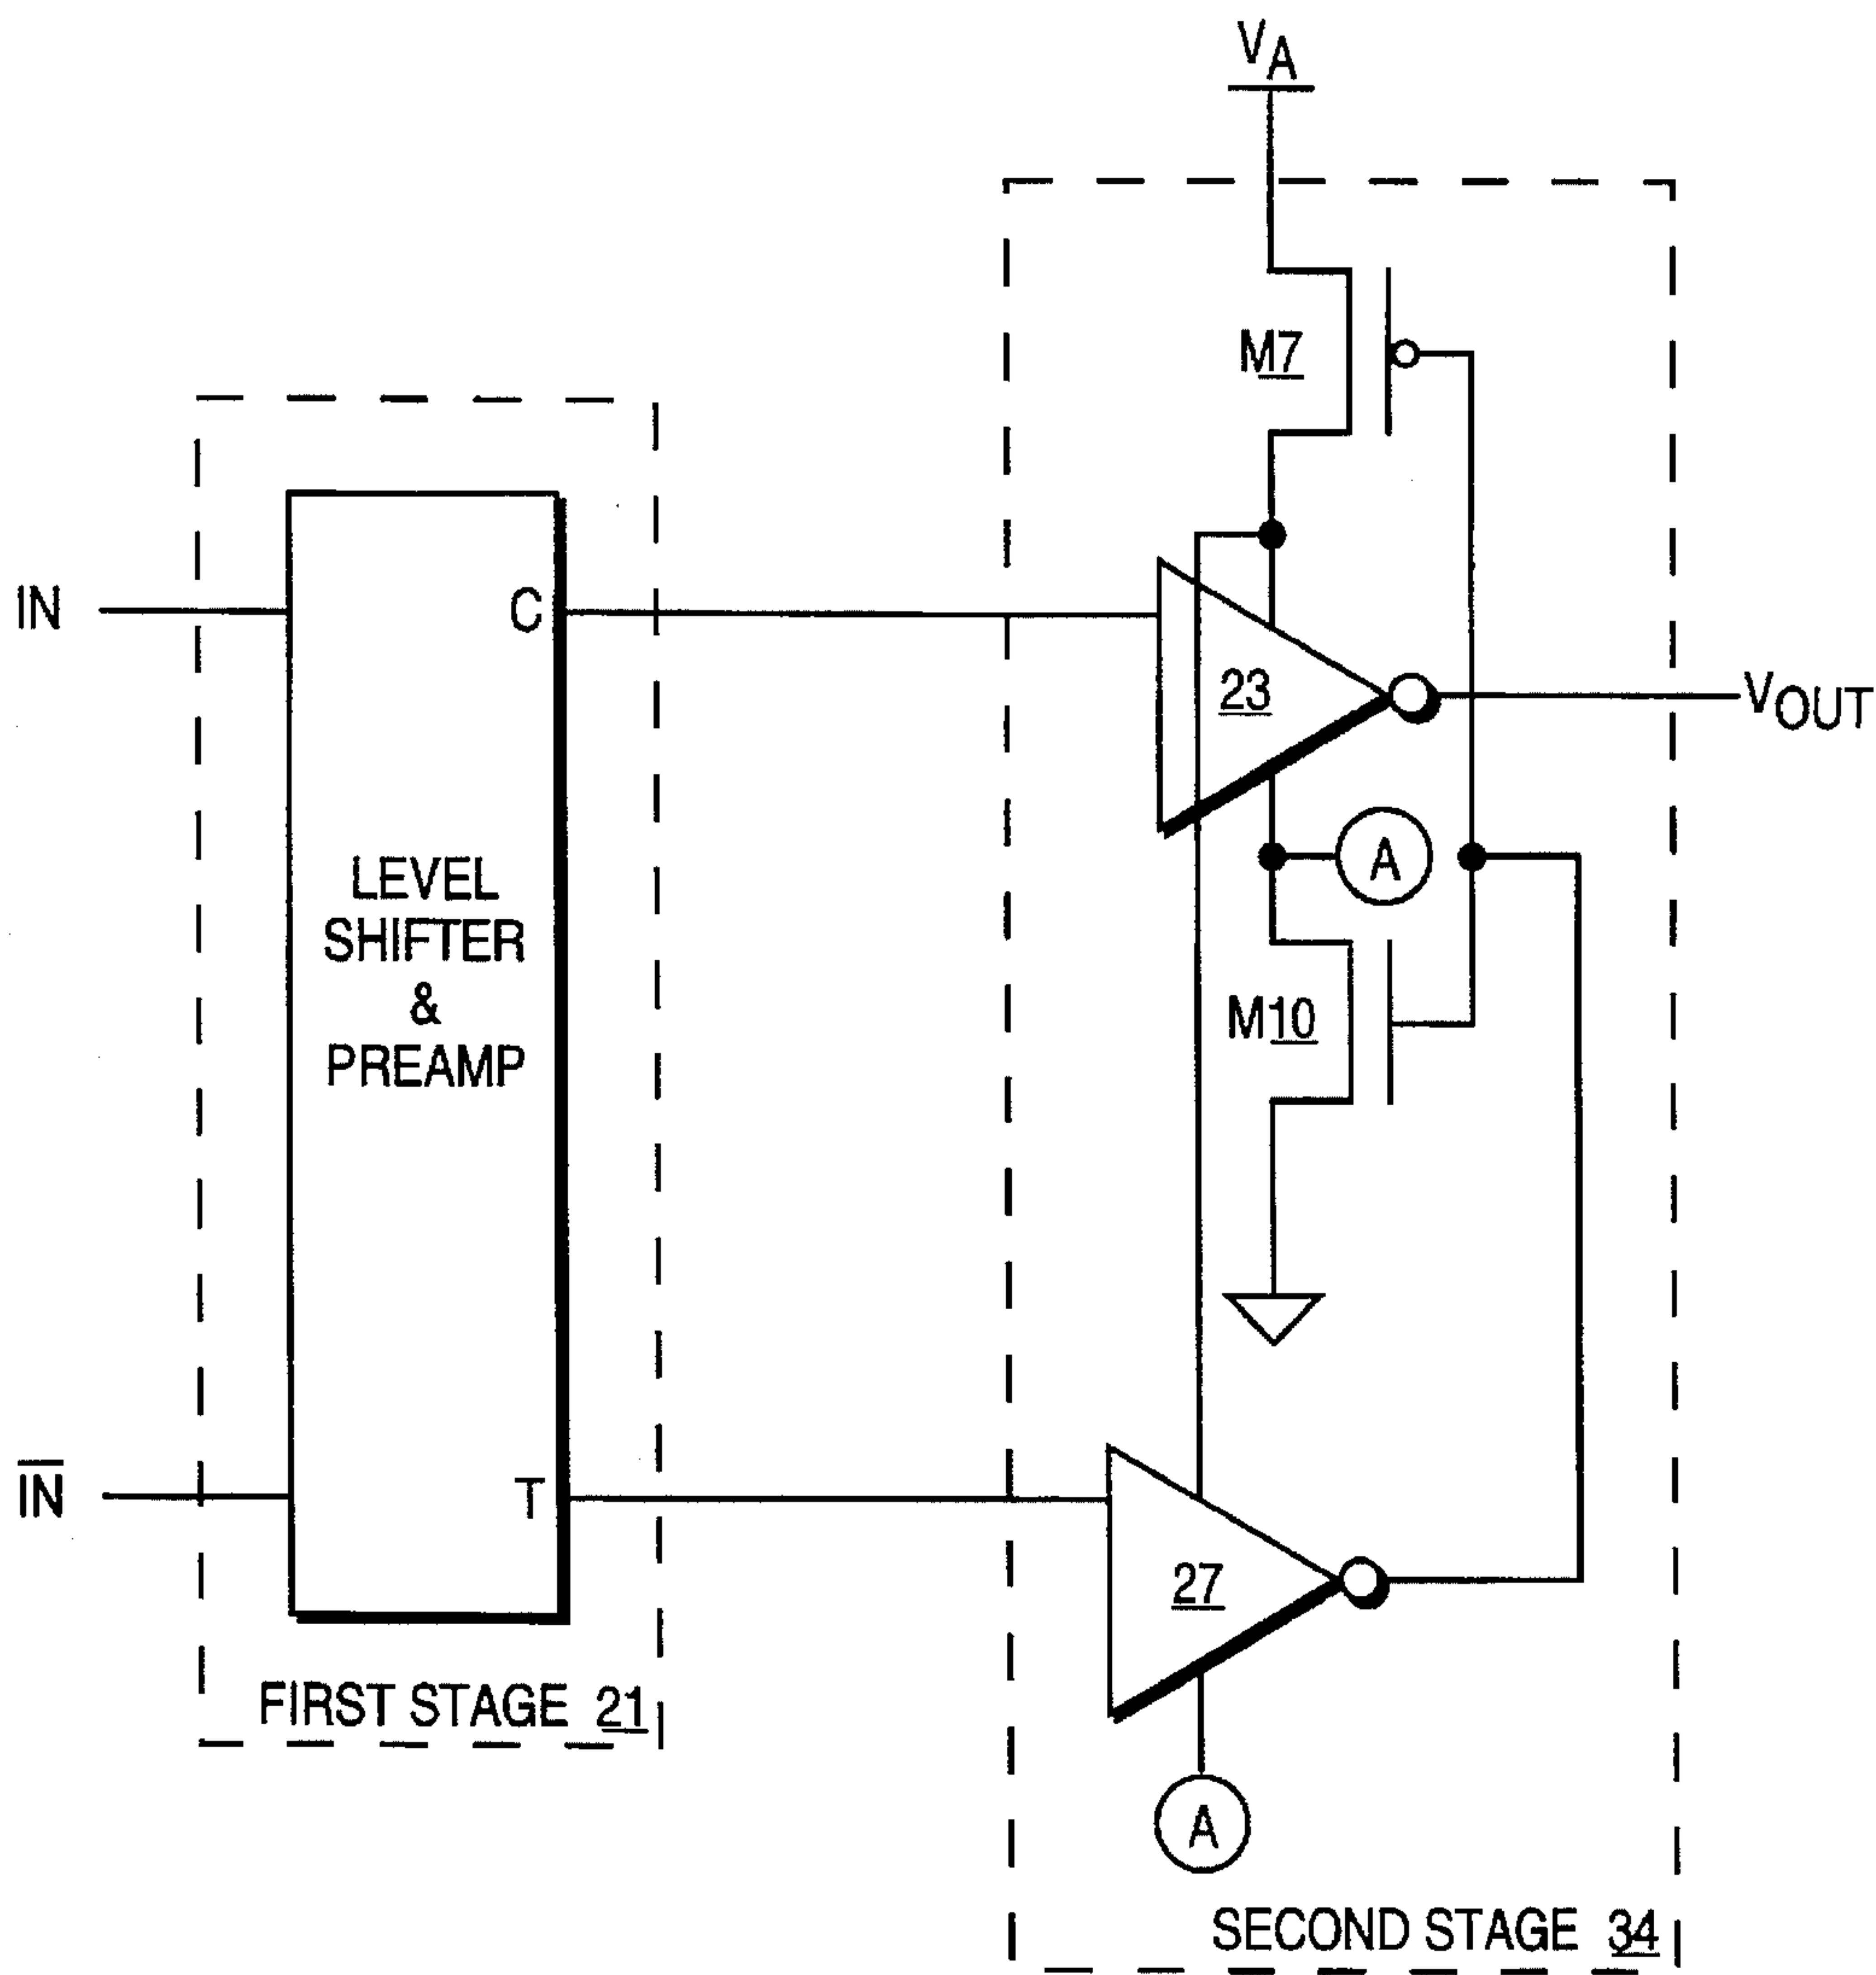 VA
M7
IN
C
23
VOUT
A
LEVEL
SHIFTER
&
PREAMP
M10
IN
T
27
FIRST STAGE 21
A
SECOND STAGE 34